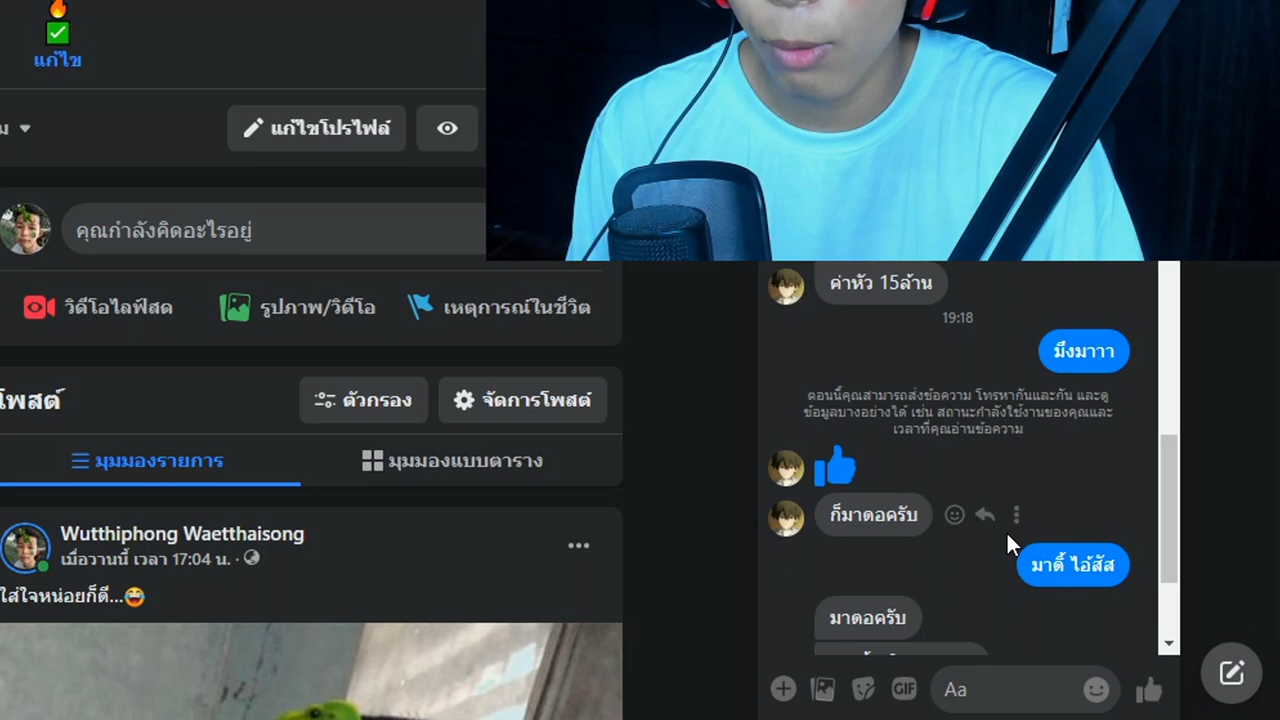 แก้ไข
ม
แก้ไขโปรไฟล์
คุณกำลังคิดอะไรอยู่
วิดีโอไลฟ์สด
รูปภาพ/วิดีโอ
เหตุการณ์ในชีวิต
โพสต์
ตัวกรอง
จัดการโพสต์
มุมมองรายการ
มุมมองแบบตาราง
Wutthiphong Waetthaisong
เมื่อวานนี้ เวลา 17:04 น. ·
ใส่ใจหน่อยก็ดี...😂
ค่าหัว 15ล้าน
19:18
มึงมาาา
ตอนนี้คุณสามารถส่งข้อความ โทรหากันและกัน และดู
ข้อมูลบางอย่างได้ เช่น สถานะกำลังใช้งานของคุณและ
เวลาที่คุณอ่านข้อความ
ก็มาดอครับ
มาดิ้ ไอ้สัส
มาดอครับ
GIF
Aa